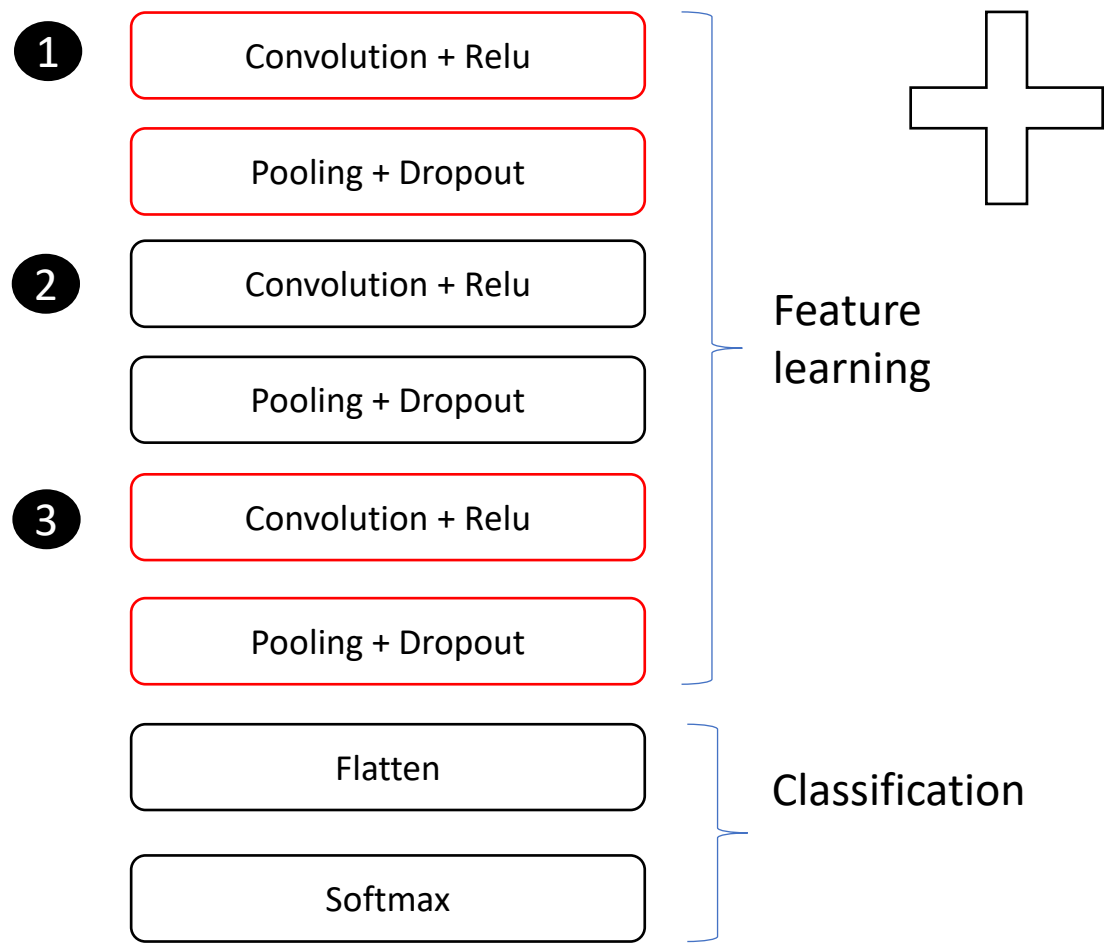 1
Convolution + Relu
Pooling + Dropout
2
Convolution + Relu
Pooling + Dropout
3
Convolution + Relu
Pooling + Dropout
Feature
learning
Flatten
Softmax
Classification